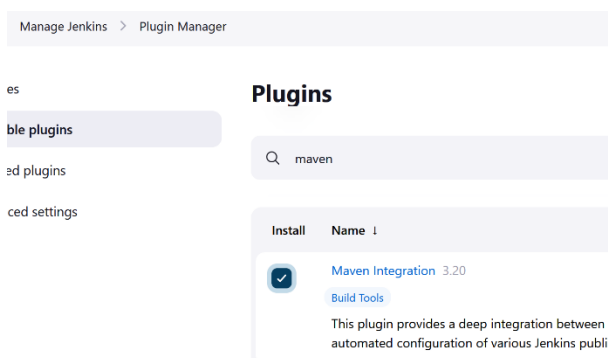 Manage Jenkins > Plugin Manager
es
ble plugins
ed plugins
ced settings
Plugins
maven
Install Name ↓
Maven Integration 3.20
Build Tools
This plugin provides a deep integration between
automated configuration of various Jenkins publi